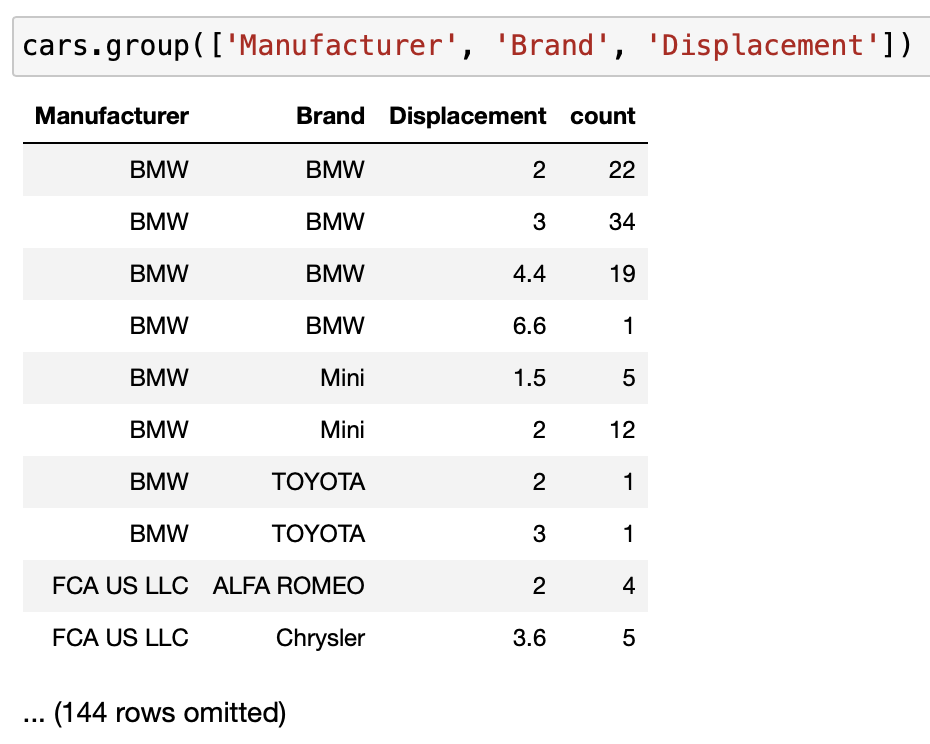 cars.group(['Manufacturer', 'Brand', 'Displacement'])
Manufacturer Brand Displacement count
BMW BMW 2 22
BMW BMW 3 34
BMW BMW 4.4 19
BMW BMW 6.6 1
BMW Mini 1.5 5
BMW Mini 2 12
BMW TOYOTA 2 1
BMW TOYOTA 3 1
FCA US LLC ALFA ROMEO 2 4
FCA US LLC Chrysler 3.6 5
... (144 rows omitted)